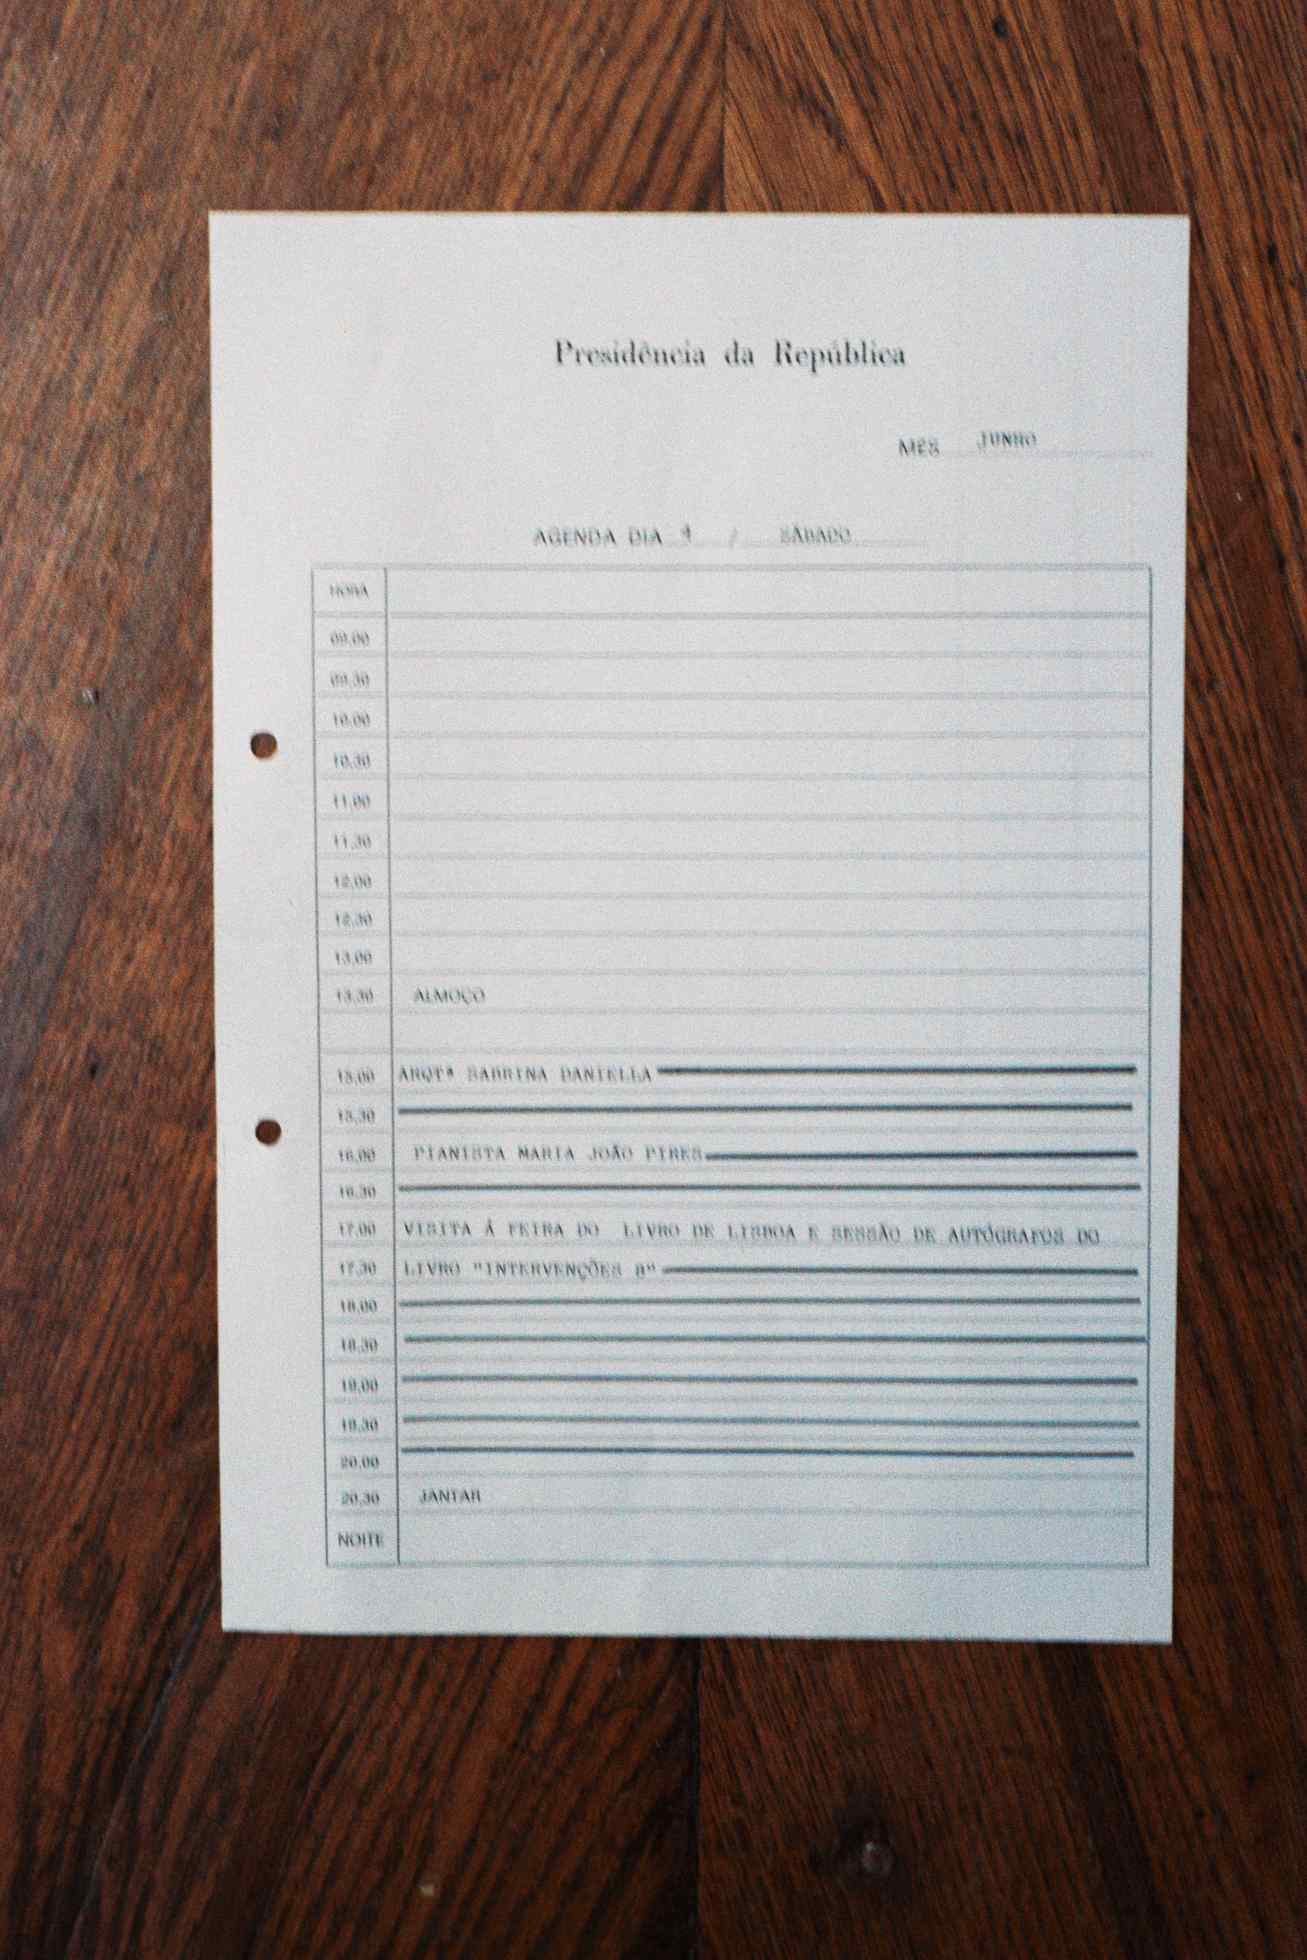 Presidência da República
MÊS JUNHO
AGENDA DIA 4 / SÁBADO
HORA
09.00
09.30
10.00
10.30
11.00
11.30
12.00
12.30
13.00
13.30 ALMOÇO
15.00 ARQTª SABRINA DANIELLA
15.30
16.00 PIANISTA MARIA JOÃO PIRES
16.30
17.00 VISITA Á FEIRA DO LIVRO DE LISBOA E SESSÃO DE AUTÓGRAFOS DO
17.30 LIVRO "INTERVENÇÕES 8"
18.00
18.30
19.00
19.30
20.00
20.30 JANTAR
NOITE